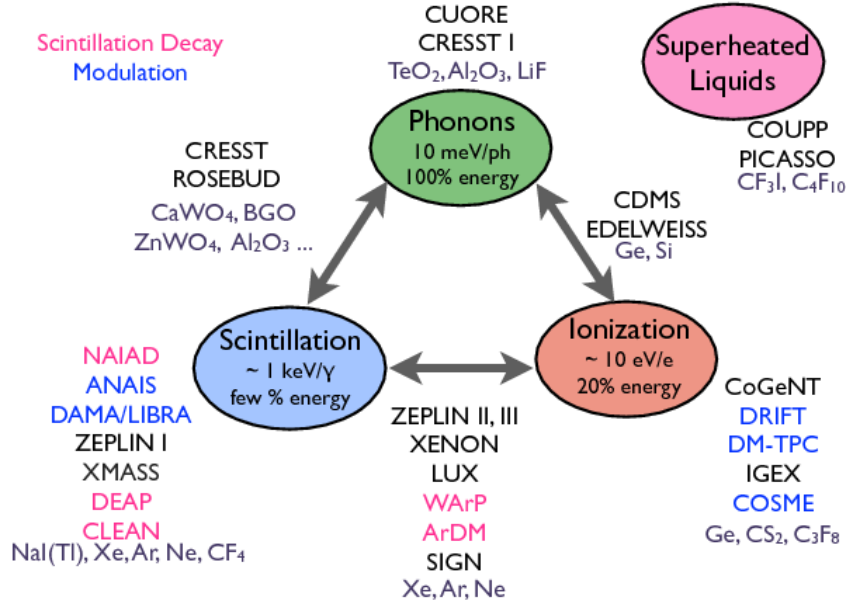 Scintillation Decay
Modulation
CUORE
CRESST I
TeO₂, Al₂O₃, LiF
Superheated
Liquids
COUPP
PICASSO
CF₃I, C₄F₁₀
Phonons
10 meV/ph
100% energy
CRESST
ROSEBUD
CaWO₄, BGO
ZnWO₄, Al₂O₃ ...
CDMS
EDELWEISS
Ge, Si
Scintillation
~ 1 keV/γ
few % energy
Ionization
~ 10 eV/e
20% energy
NAIAD
ANAIS
DAMA/LIBRA
ZEPLIN I
XMASS
DEAP
CLEAN
NaI(Tl), Xe, Ar, Ne, CF₄
ZEPLIN II, III
XENON
LUX
WArP
ArDM
SIGN
Xe, Ar, Ne
CoGeNT
DRIFT
DM-TPC
IGEX
COSME
Ge, CS₂, C₃F₈